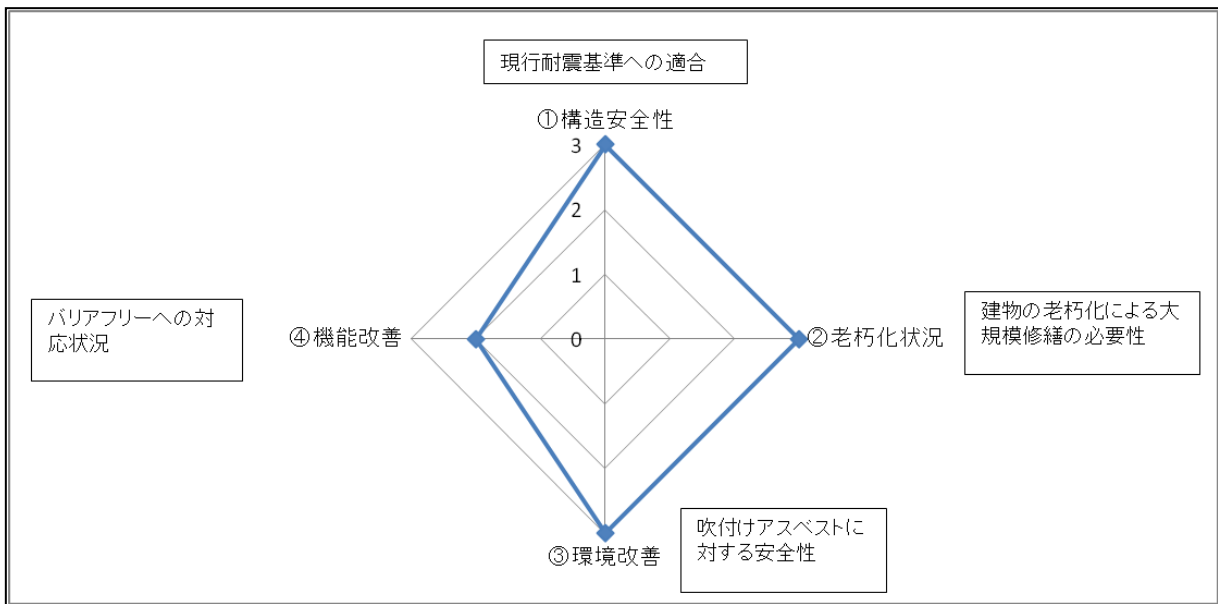 現行耐震基準への適合
①構造安全性
3
2
1
0
バリアフリーへの対
応状況
④機能改善
②老朽化状況
建物の老朽化による大
規模修繕の必要性
③環境改善
吹付けアスベストに
対する安全性